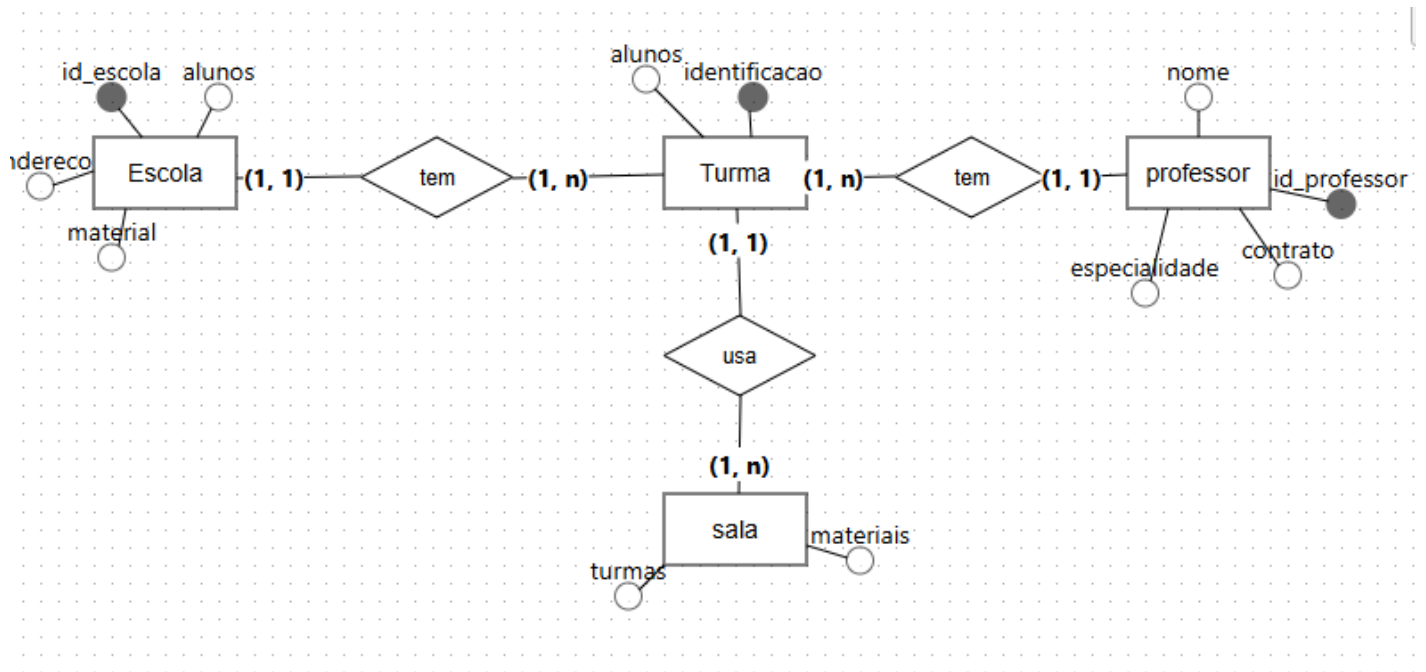 alunos
id_escola alunos
identificacao
nome
ndereco
Escola
(1, 1)
tem
(1, n)
Turma
(1, n)
tem
(1, 1)
professor
id_professor
material
(1, 1)
contrato
especialidade
usa
(1, n)
sala
materiais
turmas